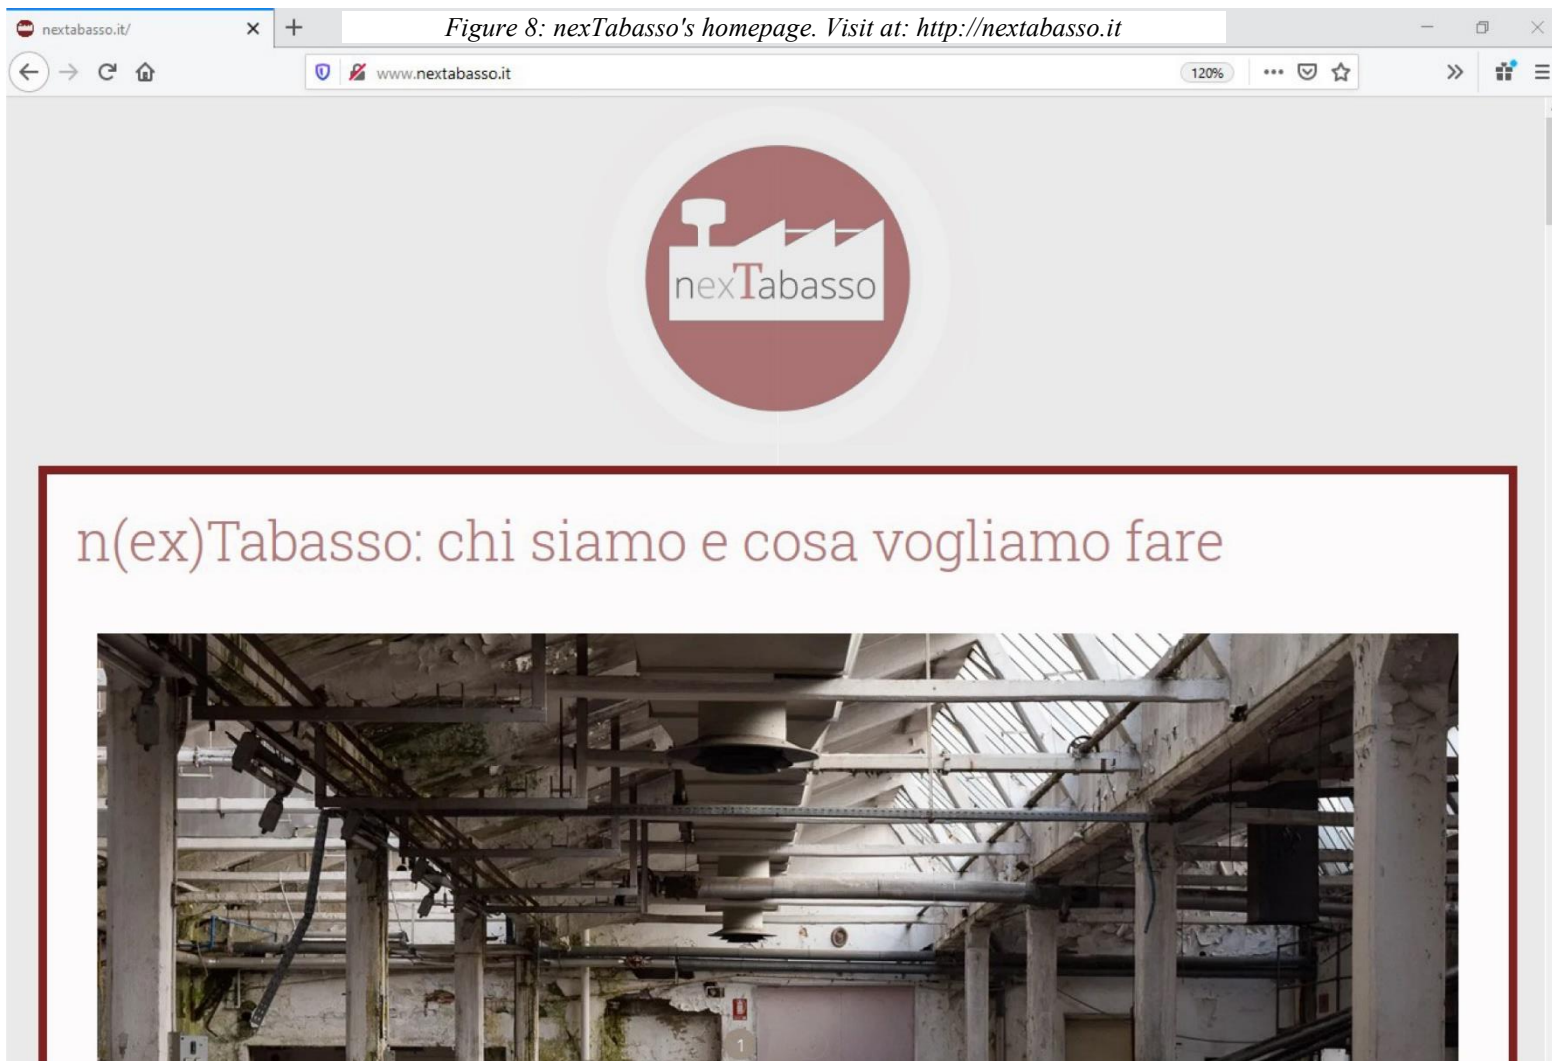 nextabasso.it/
Figure 8: nexTabasso's homepage. Visit at: http://nextabasso.it
www.nextabasso.it
120%
nexTabasso
n(ex)Tabasso: chi siamo e cosa vogliamo fare
1